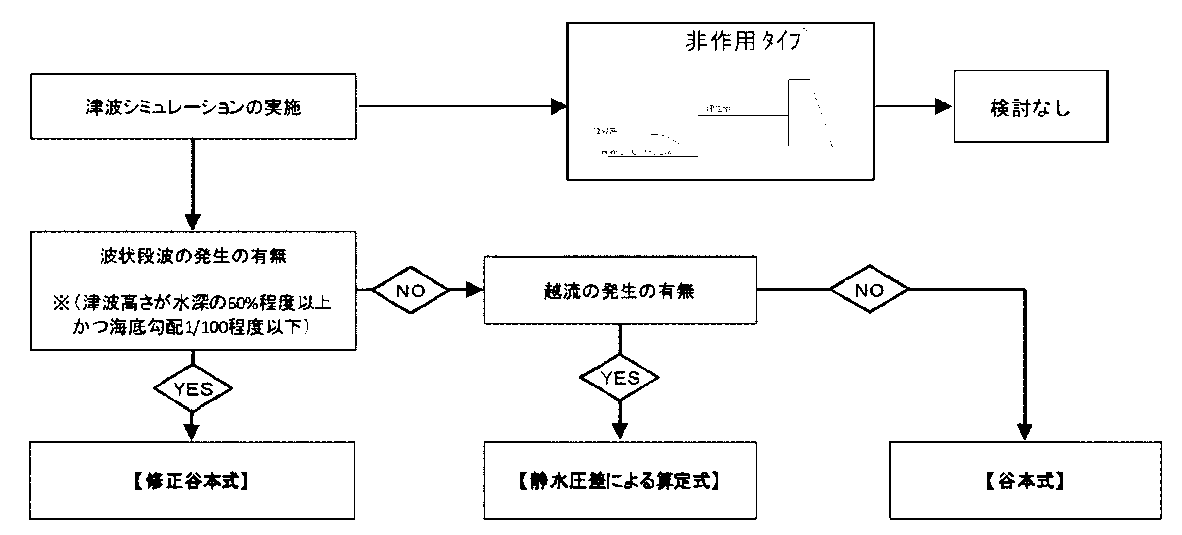 非作用タイプ
津波シミュレーションの実施
検討なし
波状段波の発生の有無
※(津波高さが水深の60%程度以上
かつ海底勾配1/100程度以下)
NO
越流の発生の有無
NO
YES
YES
【修正谷本式】
【静水圧差による算定式】
【谷本式】